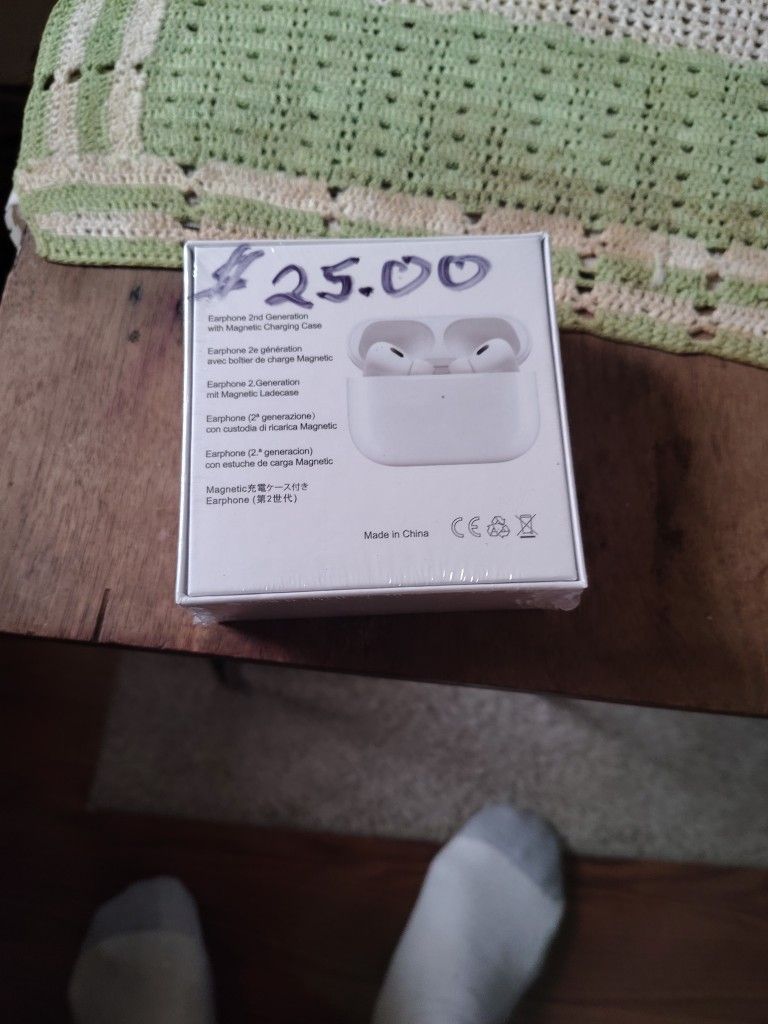 $25.00
Earphone 2nd Generation
with Magnetic Charging Case
Earphone 2e génération
avec boîtier de charge Magnetic
Earphone 2.Generation
mit Magnetic Ladecase
Earphone (2ª generazione)
con custodia di ricarica Magnetic
Earphone (2.ª generacion)
con estuche de carga Magnetic
Magnetic充電ケース付き
Earphone (第2世代)
Made in China CE